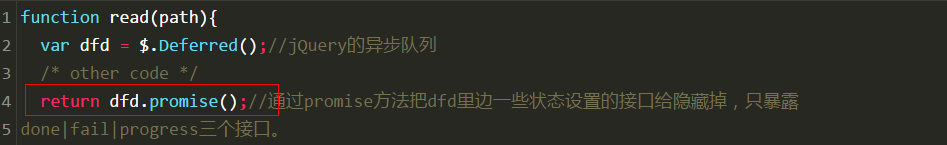 1 function read(path){
2 var dfd = $.Deferred();//jQuery的异步队列
3 /* other code */
4 return dfd.promise();//通过promise方法把dfd里边一些状态设置的接口给隐藏掉，只暴露
5 done|fail|progress三个接口。